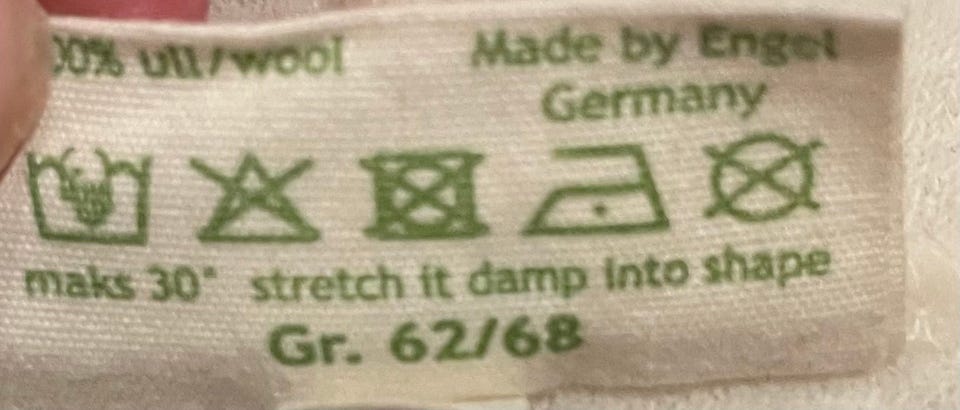 00% ull/wool
Made by Engel
Germany
maks 30° stretch it damp into shape
Gr. 62/68